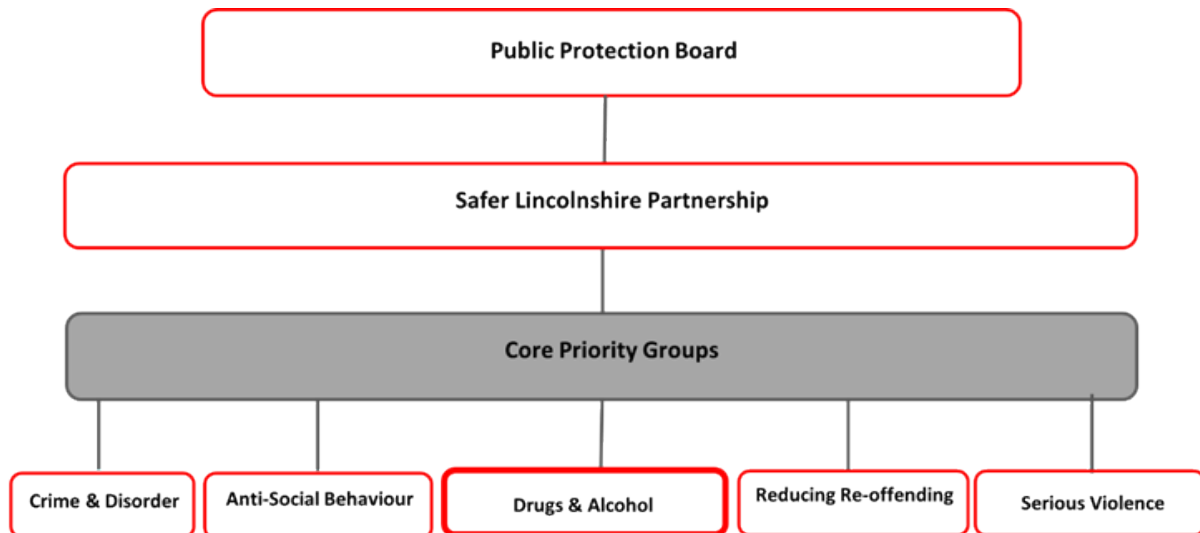 Public Protection Board
Safer Lincolnshire Partnership
Core Priority Groups
Crime & Disorder
Anti-Social Behaviour
Drugs & Alcohol
Reducing Re-offending
Serious Violence